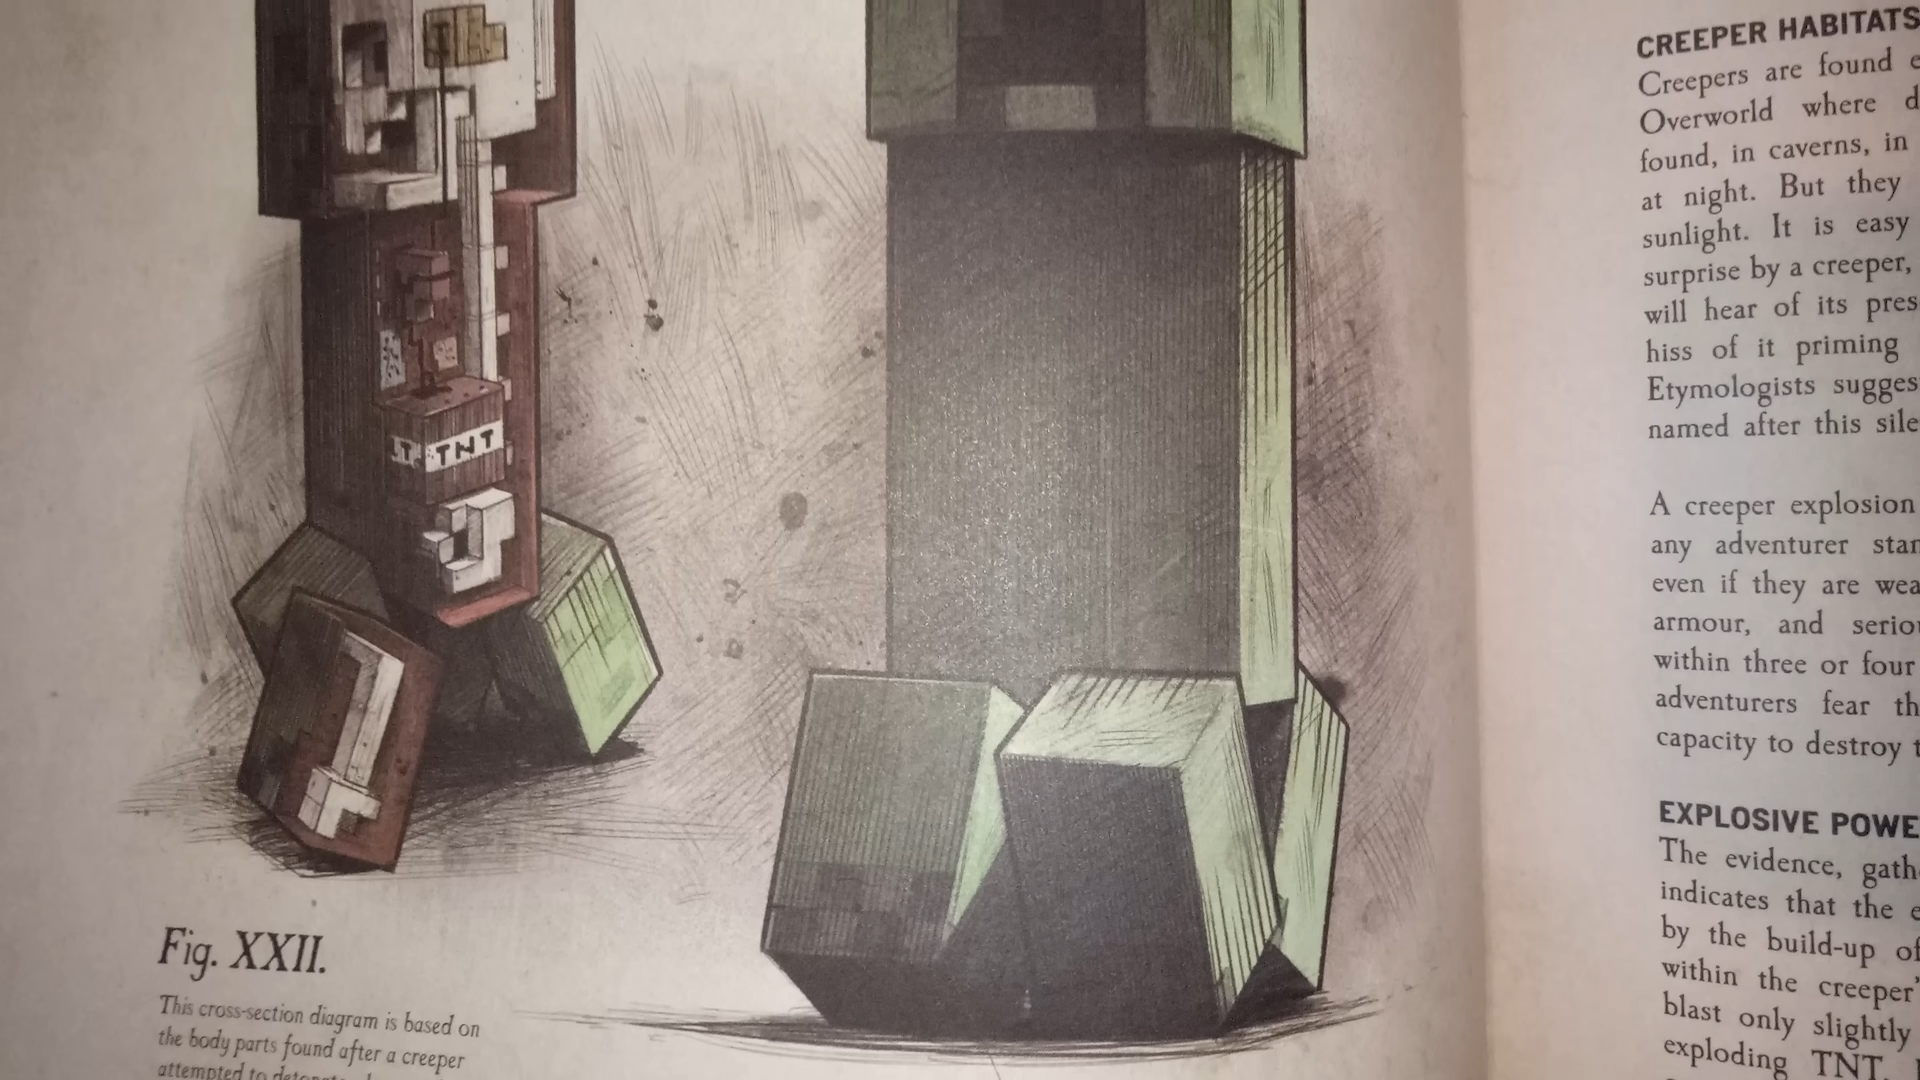 TNT
Fig. XXII.
This cross-section diagram is based on
the body parts found after a creeper
attempted to
CREEPER HABITATS
Creepers are found
Overworld where
found, in caverns, in
at night. But they
sunlight. It is easy
surprise by a creeper,
will hear of its
hiss of it priming
Etymologists
named after this
A creeper explosion
any adventurer
even if they are
armour, and
within three or four
adventurers fear
capacity to destroy
EXPLOSIVE
The evidence,
indicates that the
by the build-up of
within the
blast only slightly
exploding TNT.